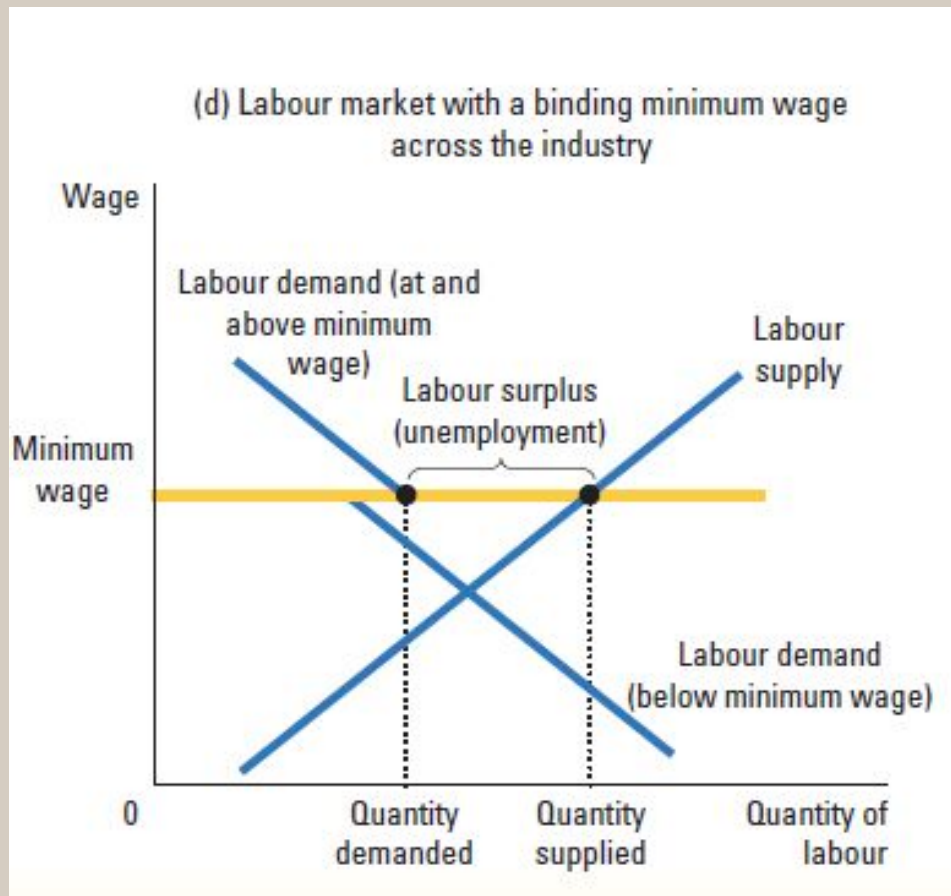 (d) Labour market with a binding minimum wage
across the industry
Wage
Labour demand (at and
above minimum
wage)
Labour
supply
Labour surplus
(unemployment)
Minimum
wage
Labour demand
(below minimum wage)
0
Quantity
demanded
Quantity
supplied
Quantity of
labour